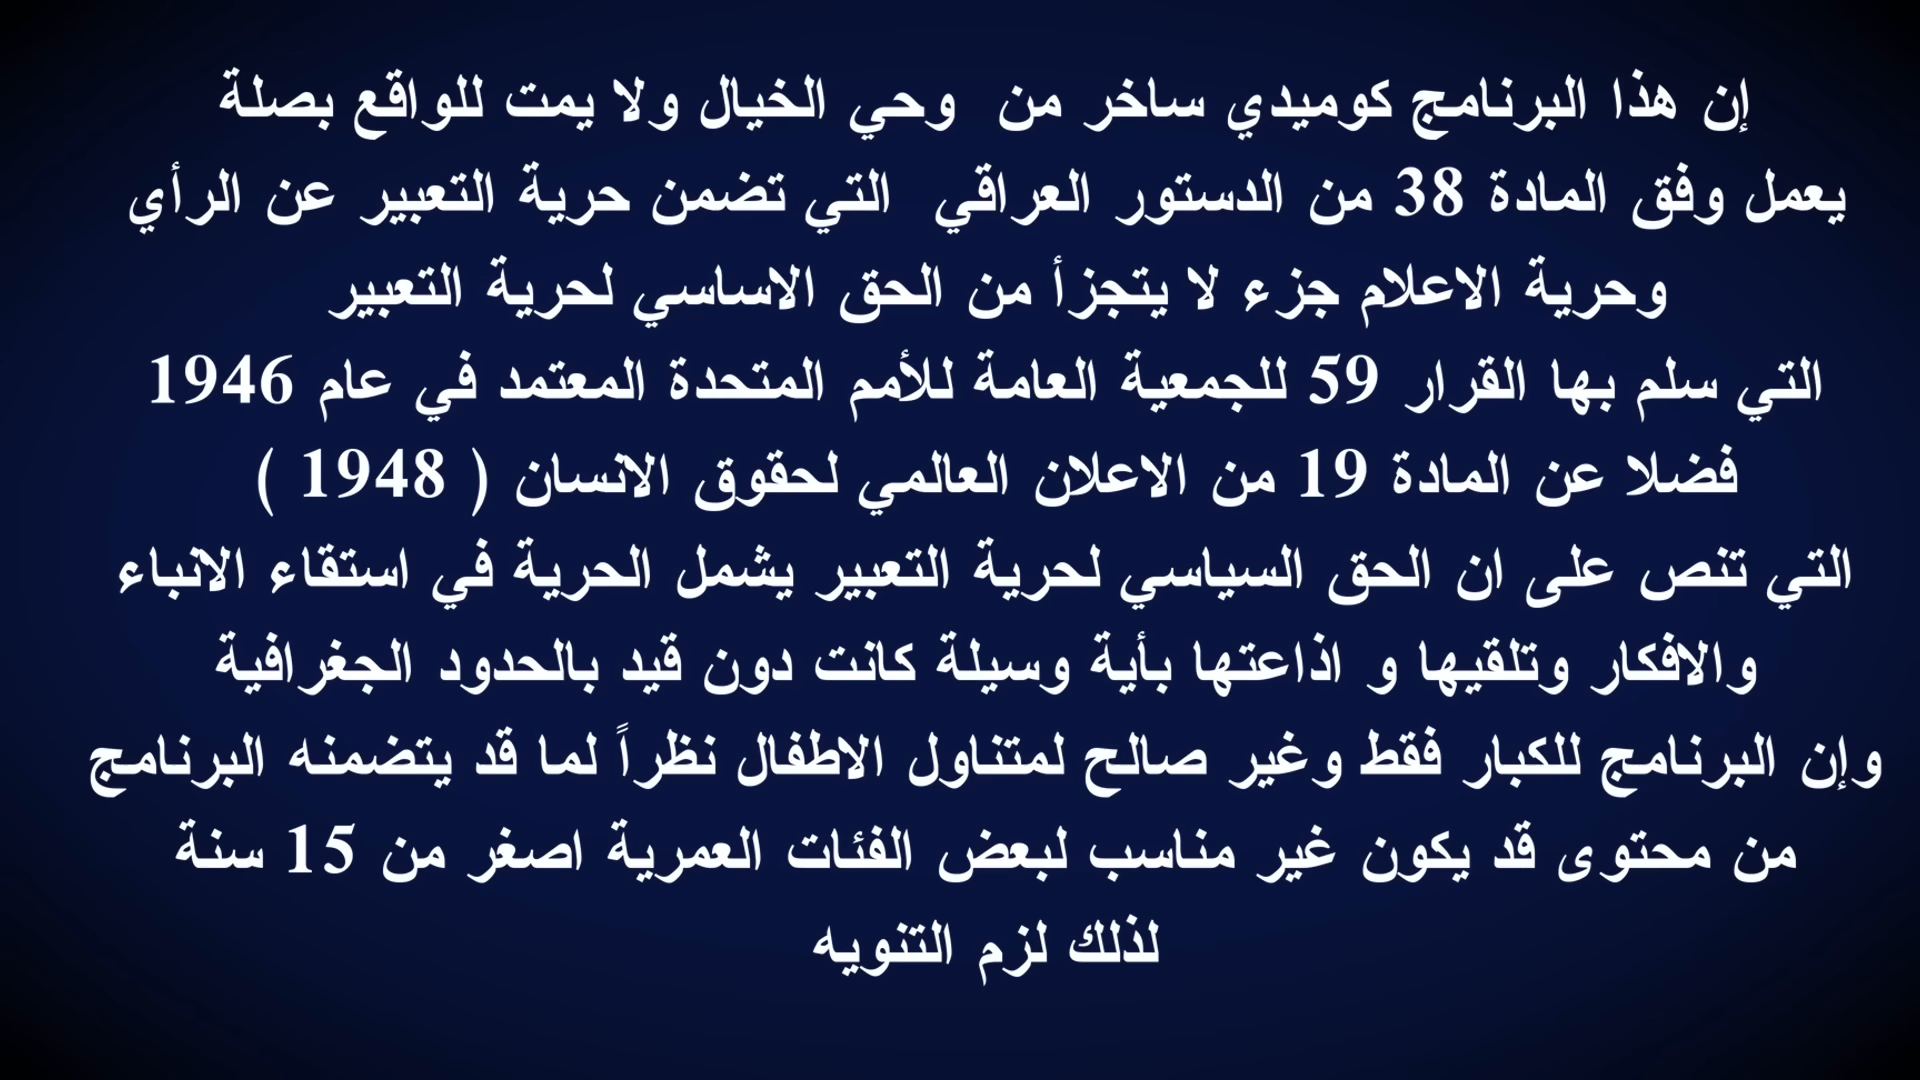 إن هذا البرنامج كوميدي ساخر من وحي الخيال ولا يمت للواقع بصلة
يعمل وفق المادة 38 من الدستور العراقي التي تضمن حرية التعبير عن الرأي
وحرية الاعلام جزء لا يتجزأ من الحق الاساسي لحرية التعبير
التي سلم بها القرار 59 للجمعية العامة للأمم المتحدة المعتمد في عام 1946
فضلا عن المادة 19 من الاعلان العالمي لحقوق الانسان ( 1948 )
التي تنص على ان الحق السياسي لحرية التعبير يشمل الحرية في استقاء الانباء
والافكار وتلقيها و اذاعتها بأية وسيلة كانت دون قيد بالحدود الجغرافية
وإن البرنامج للكبار فقط وغير صالح لمتناول الاطفال نظراً لما قد يتضمنه البرنامج
من محتوى قد يكون غير مناسب لبعض الفئات العمرية اصغر من 15 سنة
لذلك لزم التنويه